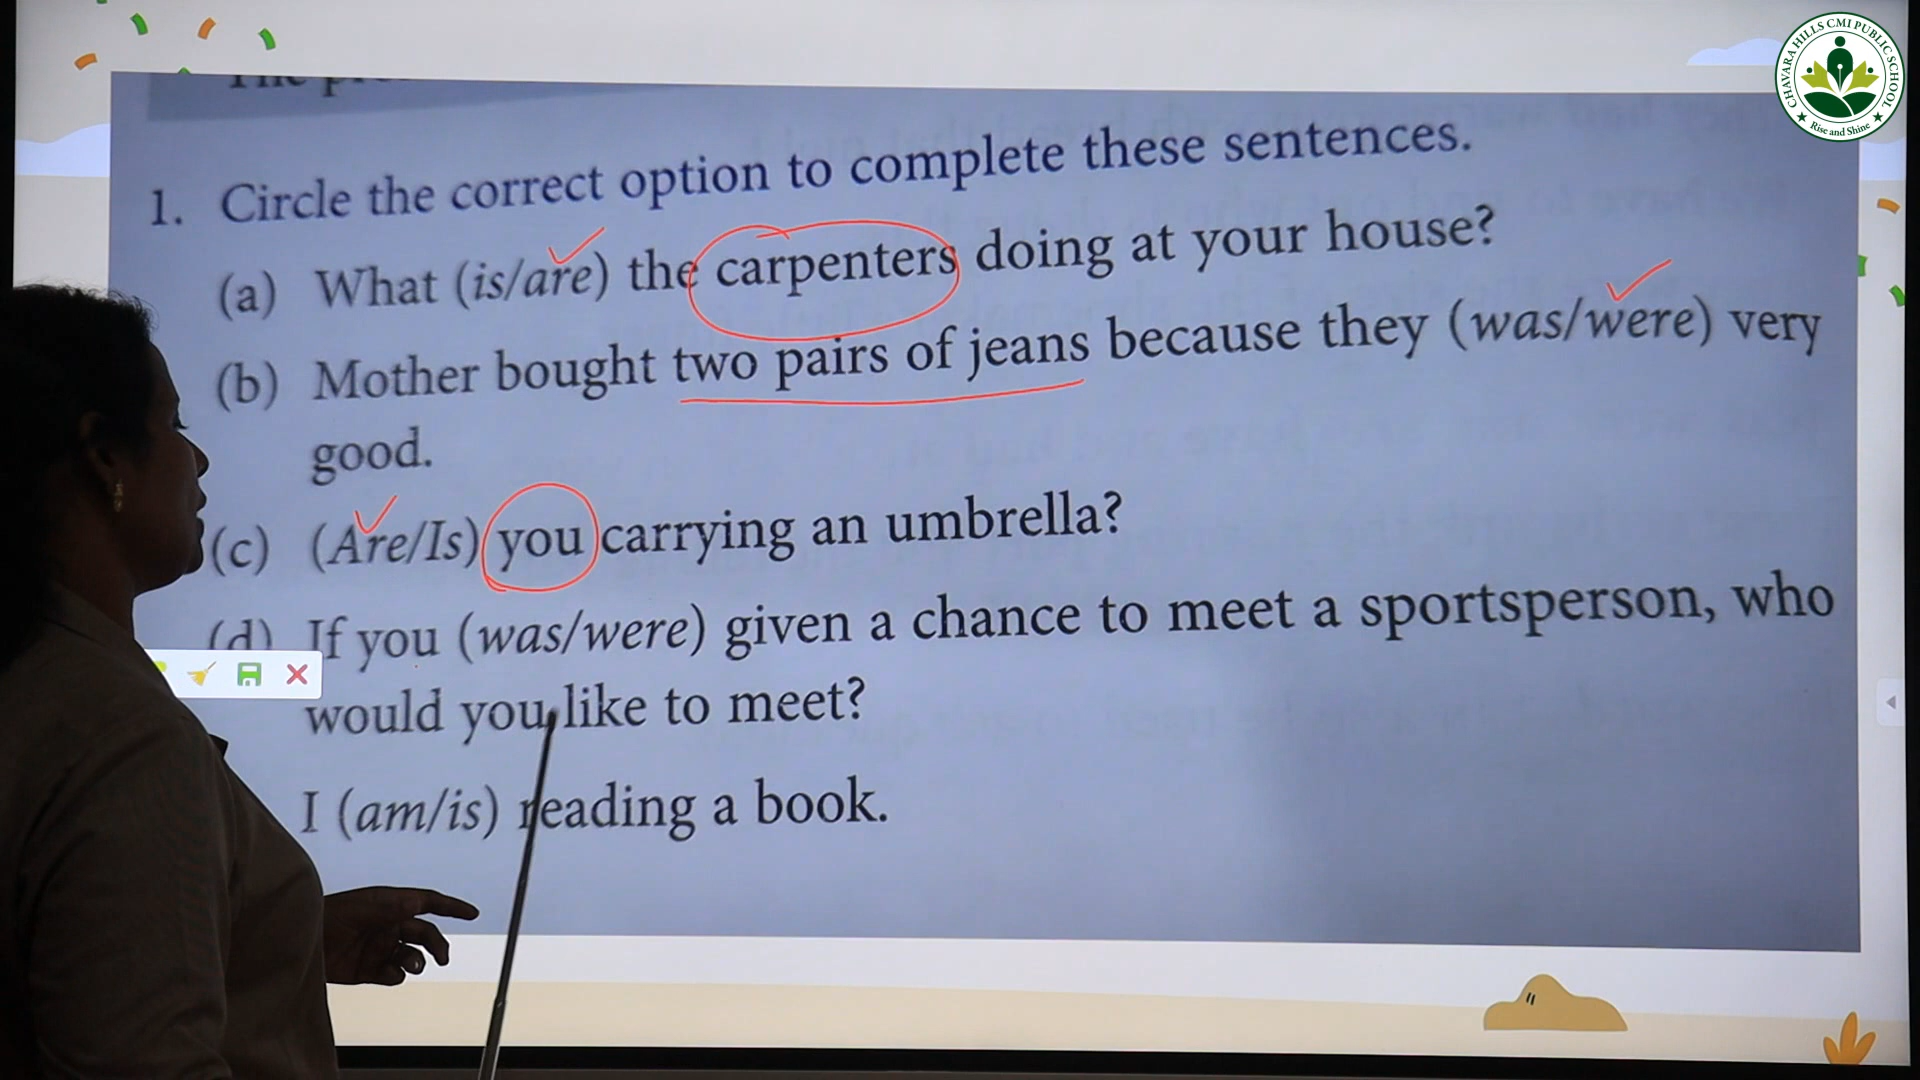 CHAVARA HILLS CMI PUBLIC SCHOOL
Rise and Shine
1. Circle the correct option to complete these sentences.
(a) What (is/are) the carpenters doing at your house?
(b) Mother bought two pairs of jeans because they (was/were) very
good.
(c) (Are/Is) you carrying an umbrella?
(d) If you (was/were) given a chance to meet a sportsperson, who
would you like to meet?
I (am/is) reading a book.